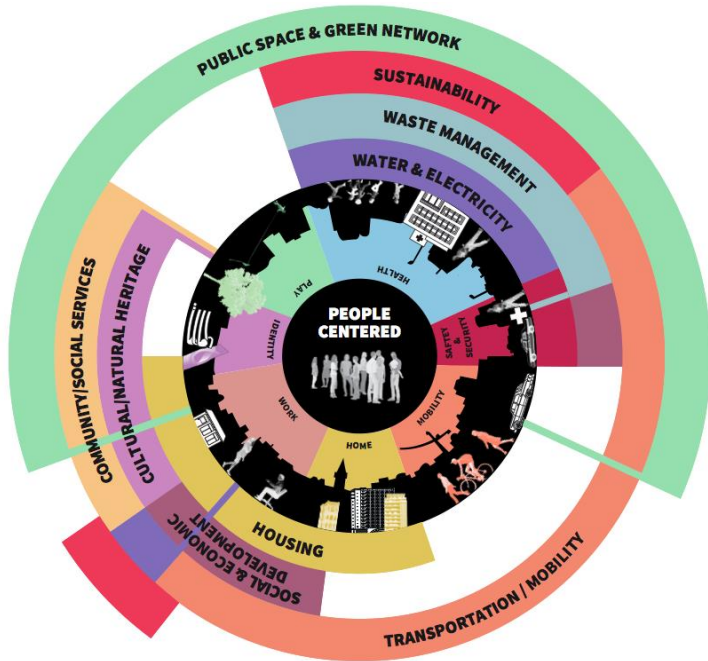 PUBLIC SPACE & GREEN NETWORK
SUSTAINABILITY
WASTE MANAGEMENT
WATER & ELECTRICITY
COMMUNITY/SOCIAL SERVICES
CULTURAL/NATURAL HERITAGE
PLAY
HEALTH
IDENTITY
PEOPLE
CENTERED
SAFTEY
&
SECURITY
WORK
HOME
MOBILITY
HOUSING
SOCIAL & ECONOMIC
DEVELOPMENT
TRANSPORTATION / MOBILITY